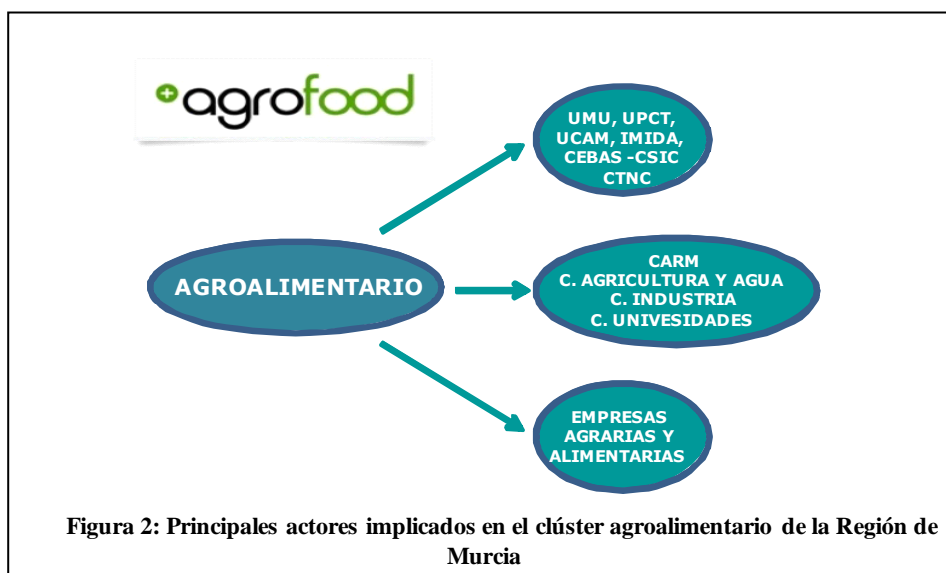 +agrofood
UMU, UPCT,
UCAM, IMIDA,
CEBAS -CSIC
CTNC
AGROALIMENTARIO
CARM
C. AGRICULTURA Y AGUA
C. INDUSTRIA
C. UNIVESIDADES
EMPRESAS
AGRARIAS Y
ALIMENTARIAS
Figura 2: Principales actores implicados en el clúster agroalimentario de la Región de
Murcia